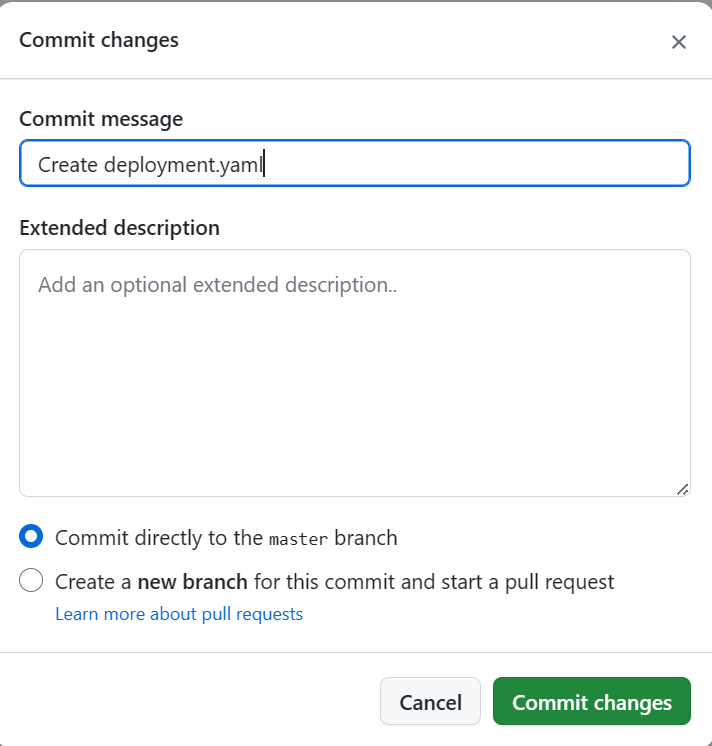 Commit changes
Commit message
Create deployment.yaml
Extended description
Add an optional extended description..
Commit directly to the master branch
Create a new branch for this commit and start a pull request
Learn more about pull requests
Cancel
Commit changes